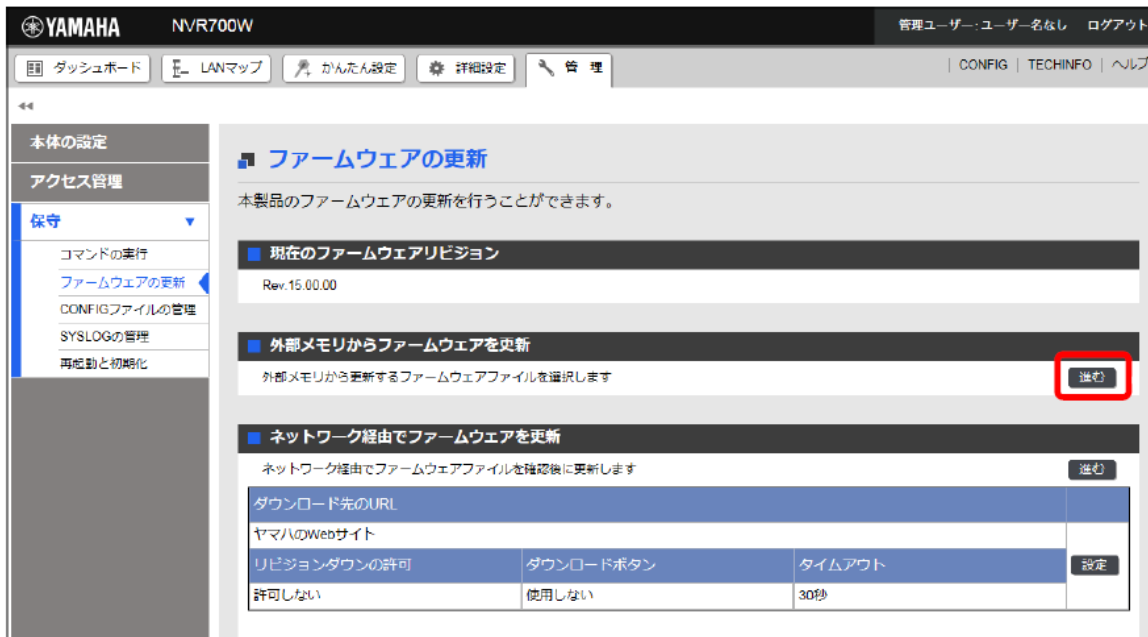 YAMAHA NVR700W 管理ユーザー:ユーザー名なし ログアウト
ダッシュボード LANマップ かんたん設定 詳細設定 管理 | CONFIG | TECHINFO | ヘルプ
本体の設定
アクセス管理
保守
コマンドの実行
ファームウェアの更新
CONFIGファイルの管理
SYSLOGの管理
再起動と初期化
ファームウェアの更新
本製品のファームウェアの更新を行うことができます。
現在のファームウェアリビジョン
Rev.15.00.00
外部メモリからファームウェアを更新
外部メモリから更新するファームウェアファイルを選択します 進む
ネットワーク経由でファームウェアを更新
ネットワーク経由でファームウェアファイルを確認後に更新します 進む
ダウンロード先のURL
ヤマハのWebサイト
リビジョンダウンの許可 ダウンロードボタン タイムアウト 設定
許可しない 使用しない 30秒